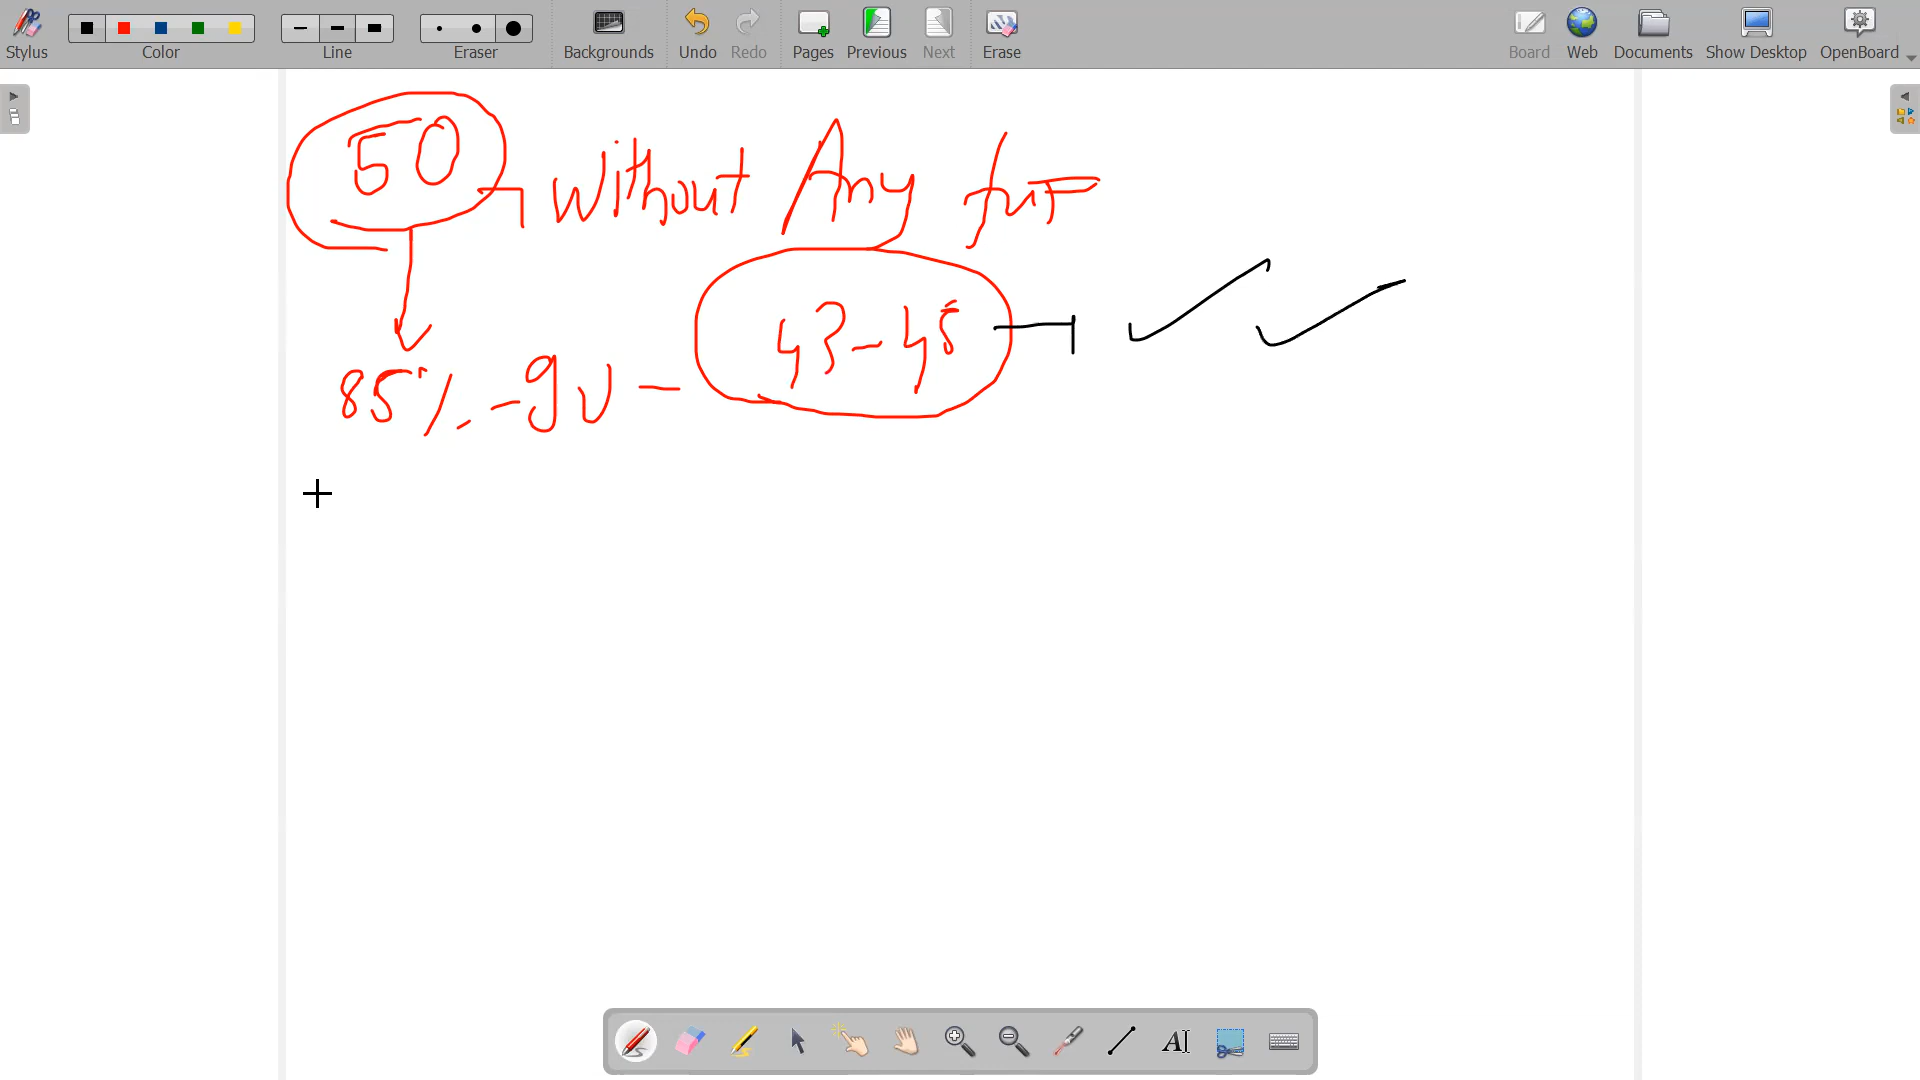 Stylus Color Line Eraser Backgrounds Undo Redo Pages Previous Next Erase Board Web Documents Show Desktop OpenBoard
50 Without Any
43-45
85% -90 -
AI